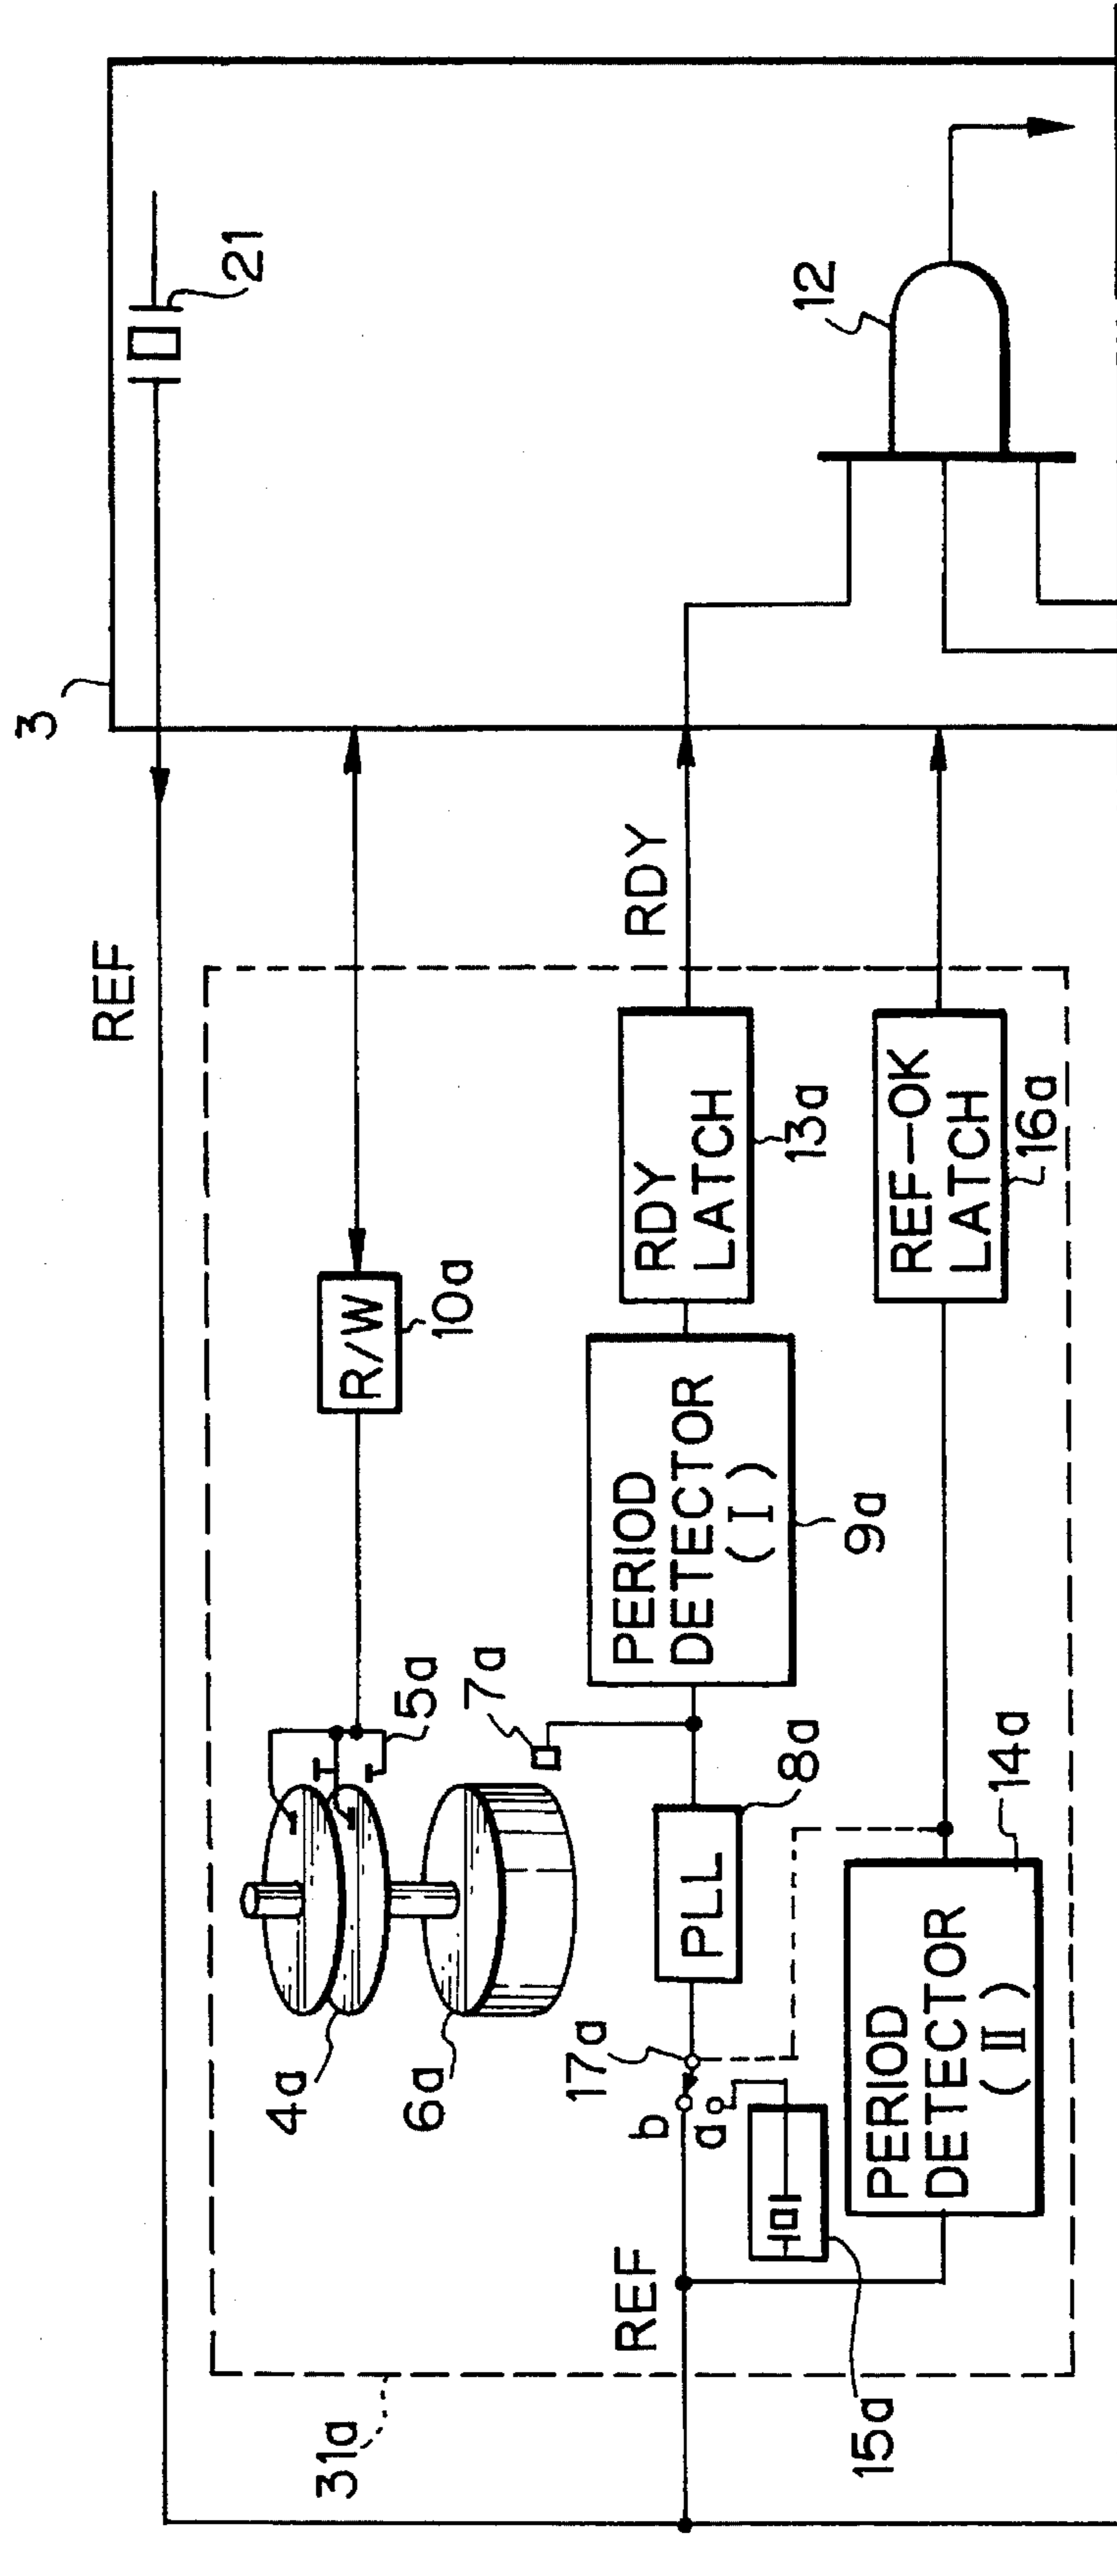 3
21
REF
12
RDY
R/W
10a
RDY
LATCH
13a
REF-OK
LATCH
16a
4a
5a
6a
7a
PERIOD
DETECTOR
(I)
9a
PLL
8a
17a
b
a
REF
15a
PERIOD
DETECTOR
(II)
14a
31a